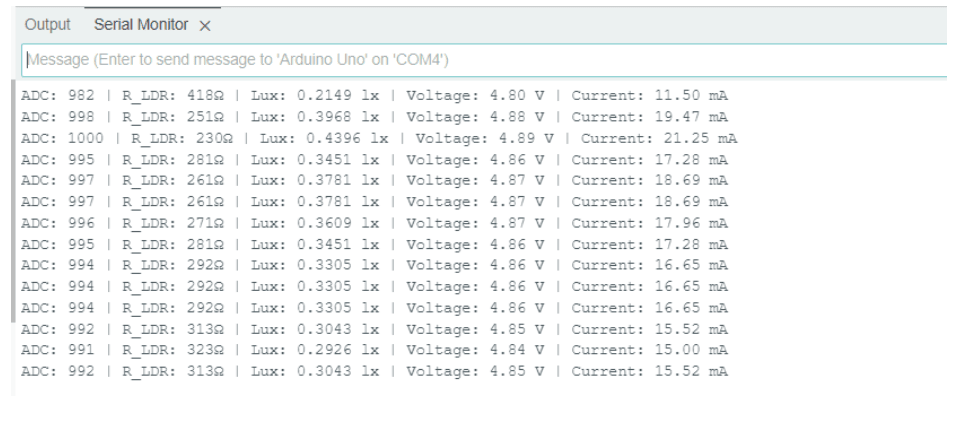 Output Serial Monitor ×
Message (Enter to send message to 'Arduino Uno' on 'COM4')
ADC: 982 | R_LDR: 418Ω | Lux: 0.2149 lx | Voltage: 4.80 V | Current: 11.50 mA
ADC: 998 | R_LDR: 251Ω | Lux: 0.3968 lx | Voltage: 4.88 V | Current: 19.47 mA
ADC: 1000 | R_LDR: 230Ω | Lux: 0.4396 lx | Voltage: 4.89 V | Current: 21.25 mA
ADC: 995 | R_LDR: 281Ω | Lux: 0.3451 lx | Voltage: 4.86 V | Current: 17.28 mA
ADC: 997 | R_LDR: 261Ω | Lux: 0.3781 lx | Voltage: 4.87 V | Current: 18.69 mA
ADC: 997 | R_LDR: 261Ω | Lux: 0.3781 lx | Voltage: 4.87 V | Current: 18.69 mA
ADC: 996 | R_LDR: 271Ω | Lux: 0.3609 lx | Voltage: 4.87 V | Current: 17.96 mA
ADC: 995 | R_LDR: 281Ω | Lux: 0.3451 lx | Voltage: 4.86 V | Current: 17.28 mA
ADC: 994 | R_LDR: 292Ω | Lux: 0.3305 lx | Voltage: 4.86 V | Current: 16.65 mA
ADC: 994 | R_LDR: 292Ω | Lux: 0.3305 lx | Voltage: 4.86 V | Current: 16.65 mA
ADC: 994 | R_LDR: 292Ω | Lux: 0.3305 lx | Voltage: 4.86 V | Current: 16.65 mA
ADC: 992 | R_LDR: 313Ω | Lux: 0.3043 lx | Voltage: 4.85 V | Current: 15.52 mA
ADC: 991 | R_LDR: 323Ω | Lux: 0.2926 lx | Voltage: 4.84 V | Current: 15.00 mA
ADC: 992 | R_LDR: 313Ω | Lux: 0.3043 lx | Voltage: 4.85 V | Current: 15.52 mA